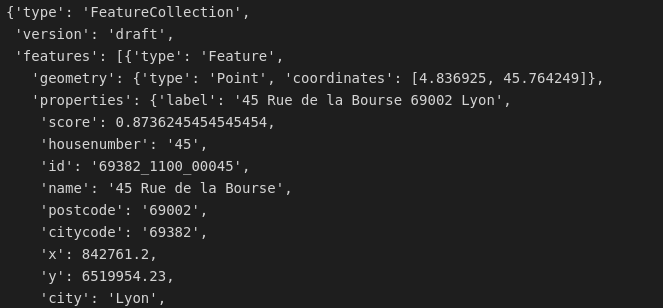 {'type': 'FeatureCollection',
 'version': 'draft',
 'features': [{'type': 'Feature',
   'geometry': {'type': 'Point', 'coordinates': [4.836925, 45.764249]},
   'properties': {'label': '45 Rue de la Bourse 69002 Lyon',
    'score': 0.8736245454545454,
    'housenumber': '45',
    'id': '69382_1100_00045',
    'name': '45 Rue de la Bourse',
    'postcode': '69002',
    'citycode': '69382',
    'x': 842761.2,
    'y': 6519954.23,
    'city': 'Lyon',